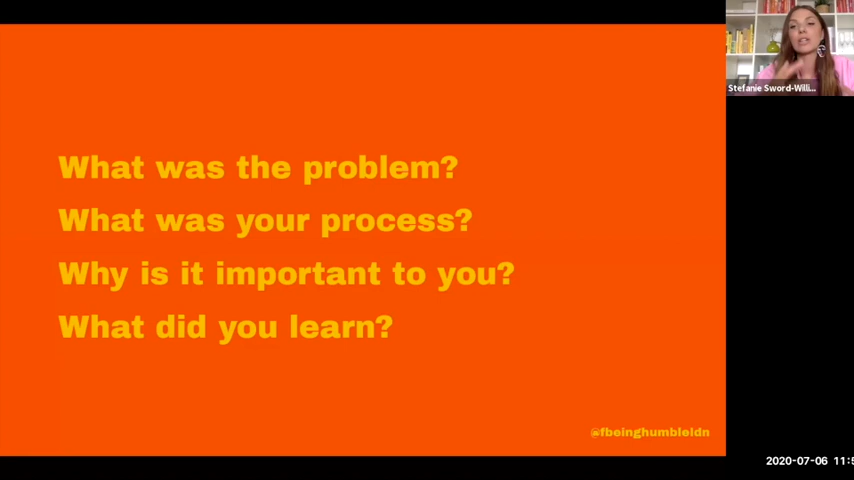 What was the problem?
What was your process?
Why is it important to you?
What did you learn?
@fbeinghumbleldn
Stefanie Sword-Willi...
2020-07-06 11:5